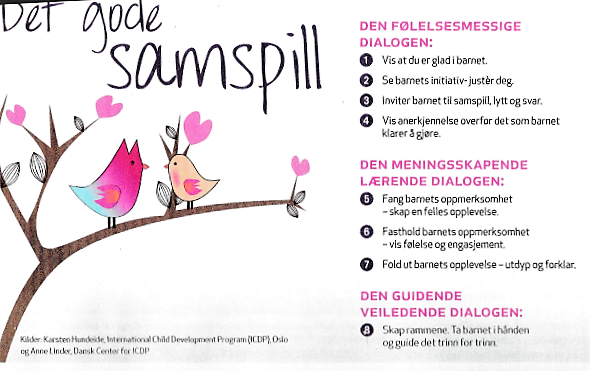 Det gode
samspill
DEN FØLELSESMESSIGE
DIALOGEN:
1 Vis at du er glad i barnet.
2 Se barnets initiativ- justèr deg.
3 Inviter barnet til samspill, lytt og svar.
4 Vis anerkjennelse overfor det som barnet
klarer å gjøre.
DEN MENINGSSKAPENDE
LÆRENDE DIALOGEN:
5 Fang barnets oppmerksomhet
– skap en felles opplevelse.
6 Fasthold barnets oppmerksomhet
– vis følelse og engasjement.
7 Fold ut barnets opplevelse – utdyp og forklar.
DEN GUIDENDE
VEILEDENDE DIALOGEN:
8 Skap rammene. Ta barnet i hånden
og guide det trinn for trinn.
Kilder: Karsten Hundeide, International Child Development Program (ICDP), Oslo
og Anne Linder, Dansk Center for ICDP